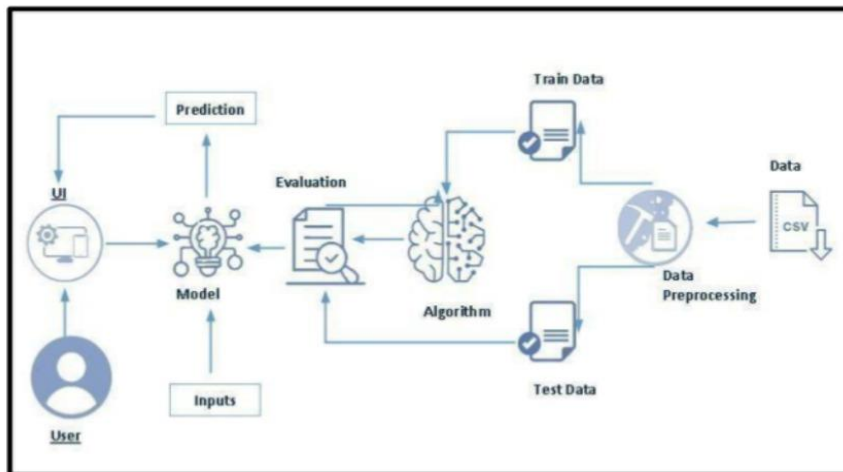 Train Data
Prediction
Data
Evaluation
UI
CSV
Model
Algorithm
Data
Preprocessing
Test Data
Inputs
User